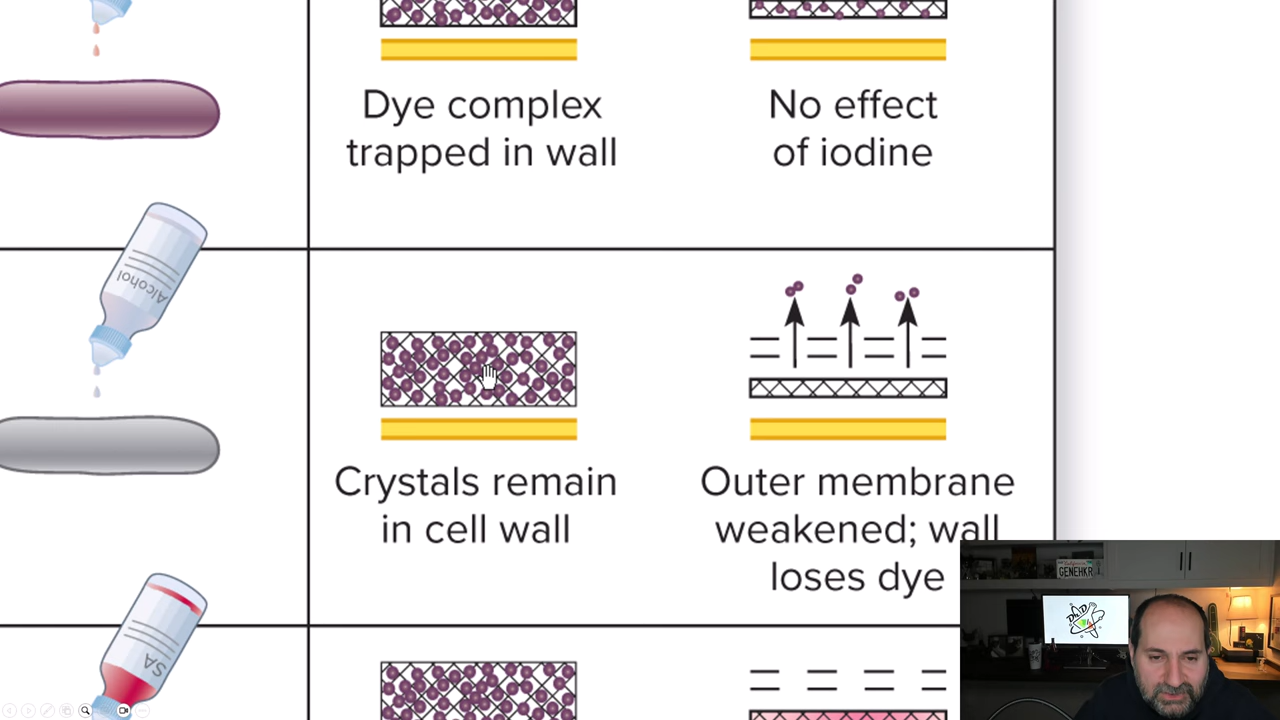 Dye complex
trapped in wall
No effect
of iodine
Alcohol
Crystals remain
in cell wall
Outer membrane
weakened; wall
loses dye
SA
GENEHKR